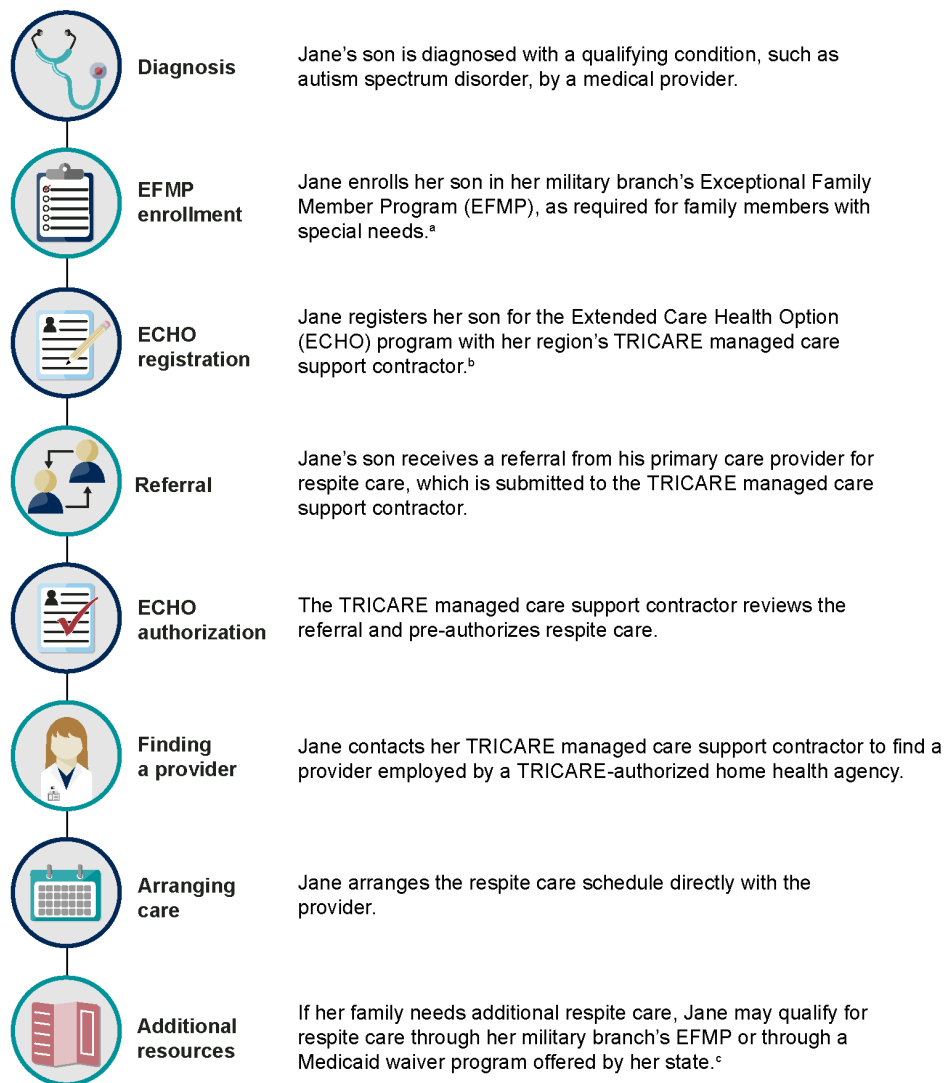 Diagnosis
Jane’s son is diagnosed with a qualifying condition, such as
autism spectrum disorder, by a medical provider.
EFMP
enrollment
Jane enrolls her son in her military branch’s Exceptional Family
Member Program (EFMP), as required for family members with
special needs.ᵃ
ECHO
registration
Jane registers her son for the Extended Care Health Option
(ECHO) program with her region’s TRICARE managed care
support contractor.ᵇ
Referral
Jane’s son receives a referral from his primary care provider for
respite care, which is submitted to the TRICARE managed care
support contractor.
ECHO
authorization
The TRICARE managed care support contractor reviews the
referral and pre-authorizes respite care.
Finding
a provider
Jane contacts her TRICARE managed care support contractor to find a
provider employed by a TRICARE-authorized home health agency.
Arranging
care
Jane arranges the respite care schedule directly with the
provider.
Additional
resources
If her family needs additional respite care, Jane may qualify for
respite care through her military branch’s EFMP or through a
Medicaid waiver program offered by her state.ᶜ